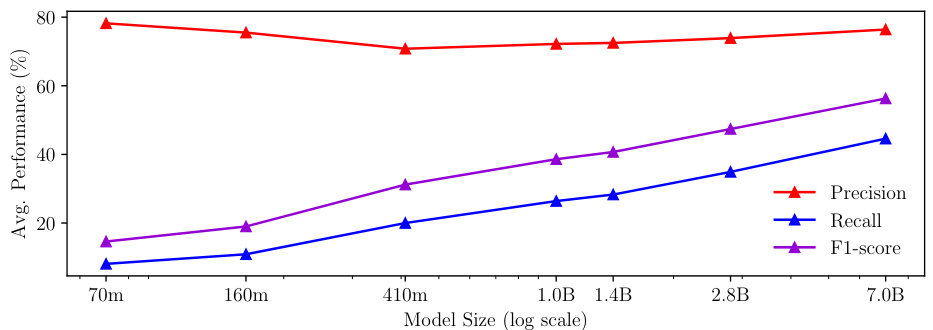 80
60
40
20
Avg. Performance (%)
Precision
Recall
F1-score
70m 160m 410m 1.0B 1.4B 2.8B 7.0B
Model Size (log scale)